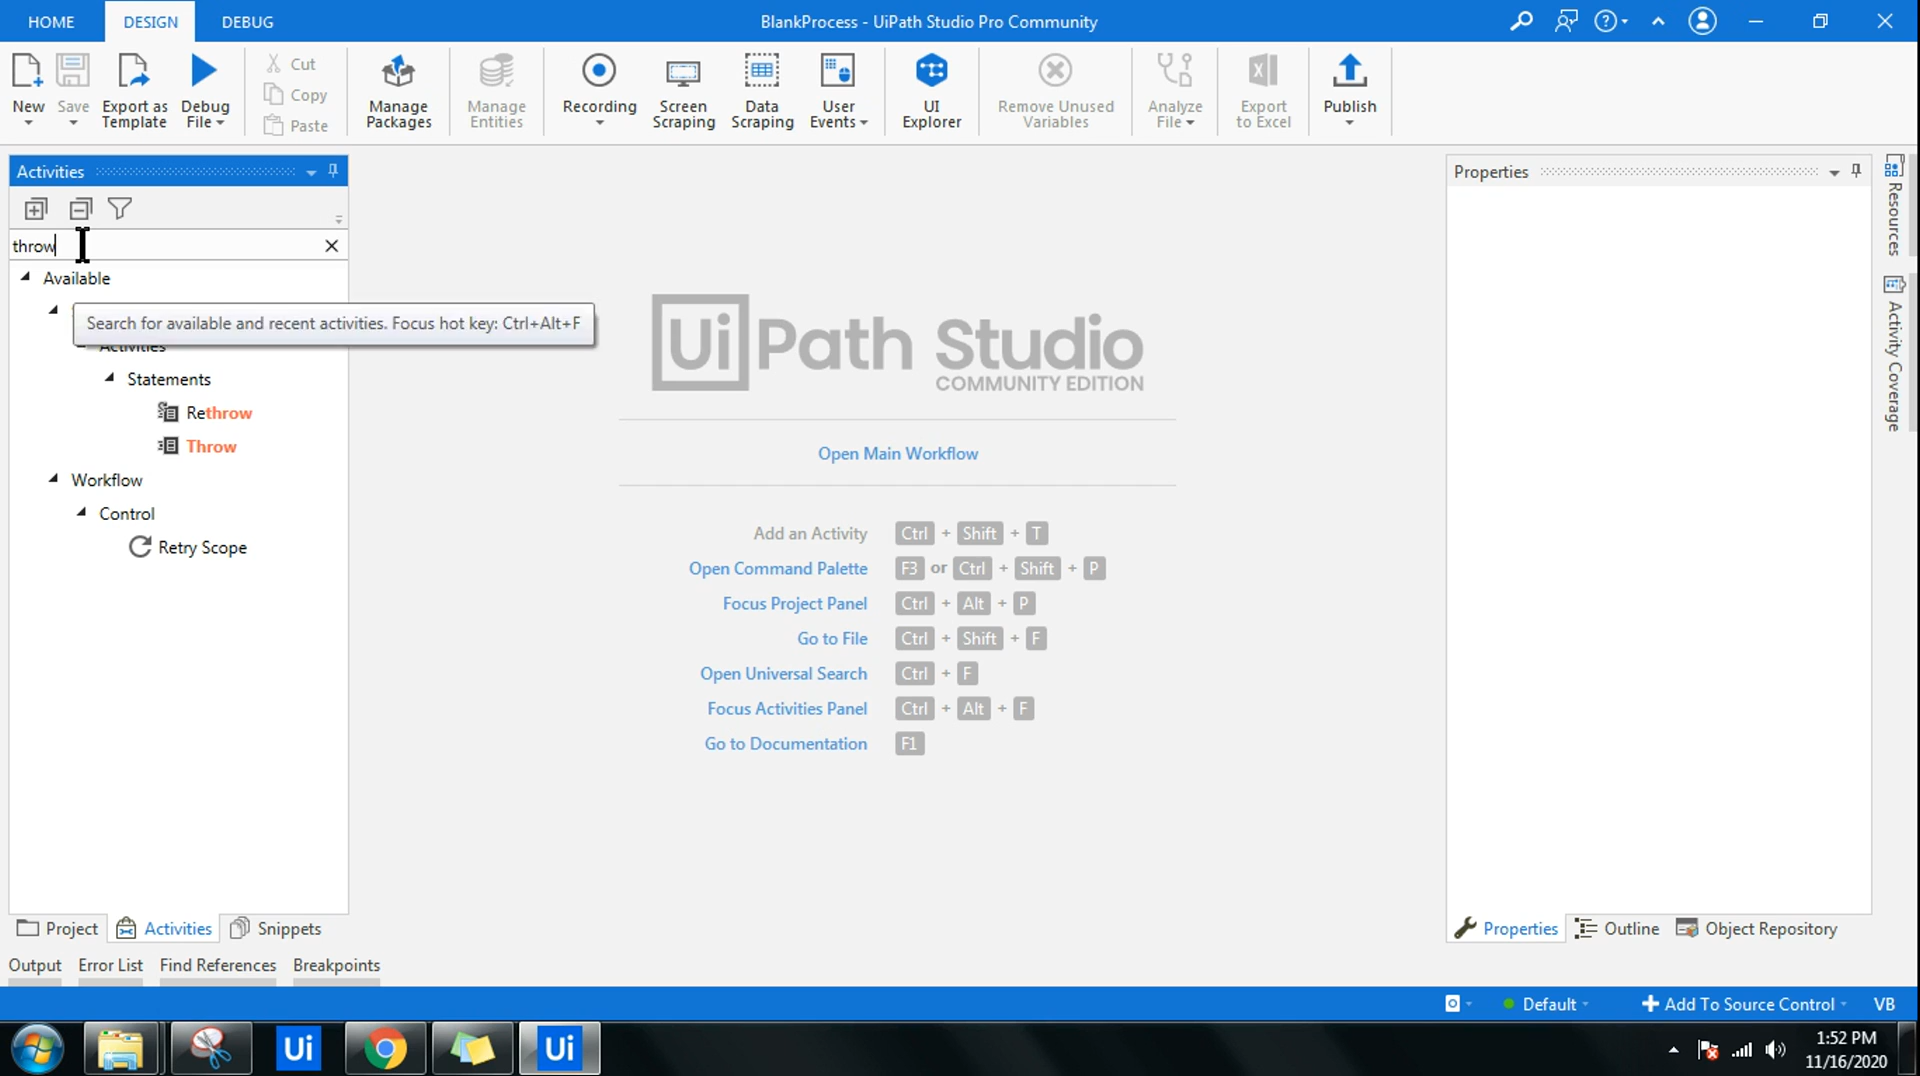 HOME DESIGN DEBUG BlankProcess - UiPath Studio Pro Community
New Save Export as Template Debug File Cut Copy Paste Manage Packages Manage Entities Recording Screen Scraping Data Scraping User Events UI Explorer Remove Unused Variables Analyze File Export to Excel Publish
Activities
throw
Available
Search for available and recent activities. Focus hot key: Ctrl+Alt+F
Activities
Statements
Rethrow
Throw
Workflow
Control
Retry Scope
UiPath Studio
COMMUNITY EDITION
Open Main Workflow
Add an Activity Ctrl + Shift + T
Open Command Palette F3 or Ctrl + Shift + P
Focus Project Panel Ctrl + Alt + P
Go to File Ctrl + Shift + F
Open Universal Search Ctrl + F
Focus Activities Panel Ctrl + Alt + F
Go to Documentation F1
Properties
Resources
Activity Coverage
Project Activities Snippets
Properties Outline Object Repository
Output Error List Find References Breakpoints
Default Add To Source Control VB
Ui Ui
1:52 PM
11/16/2020